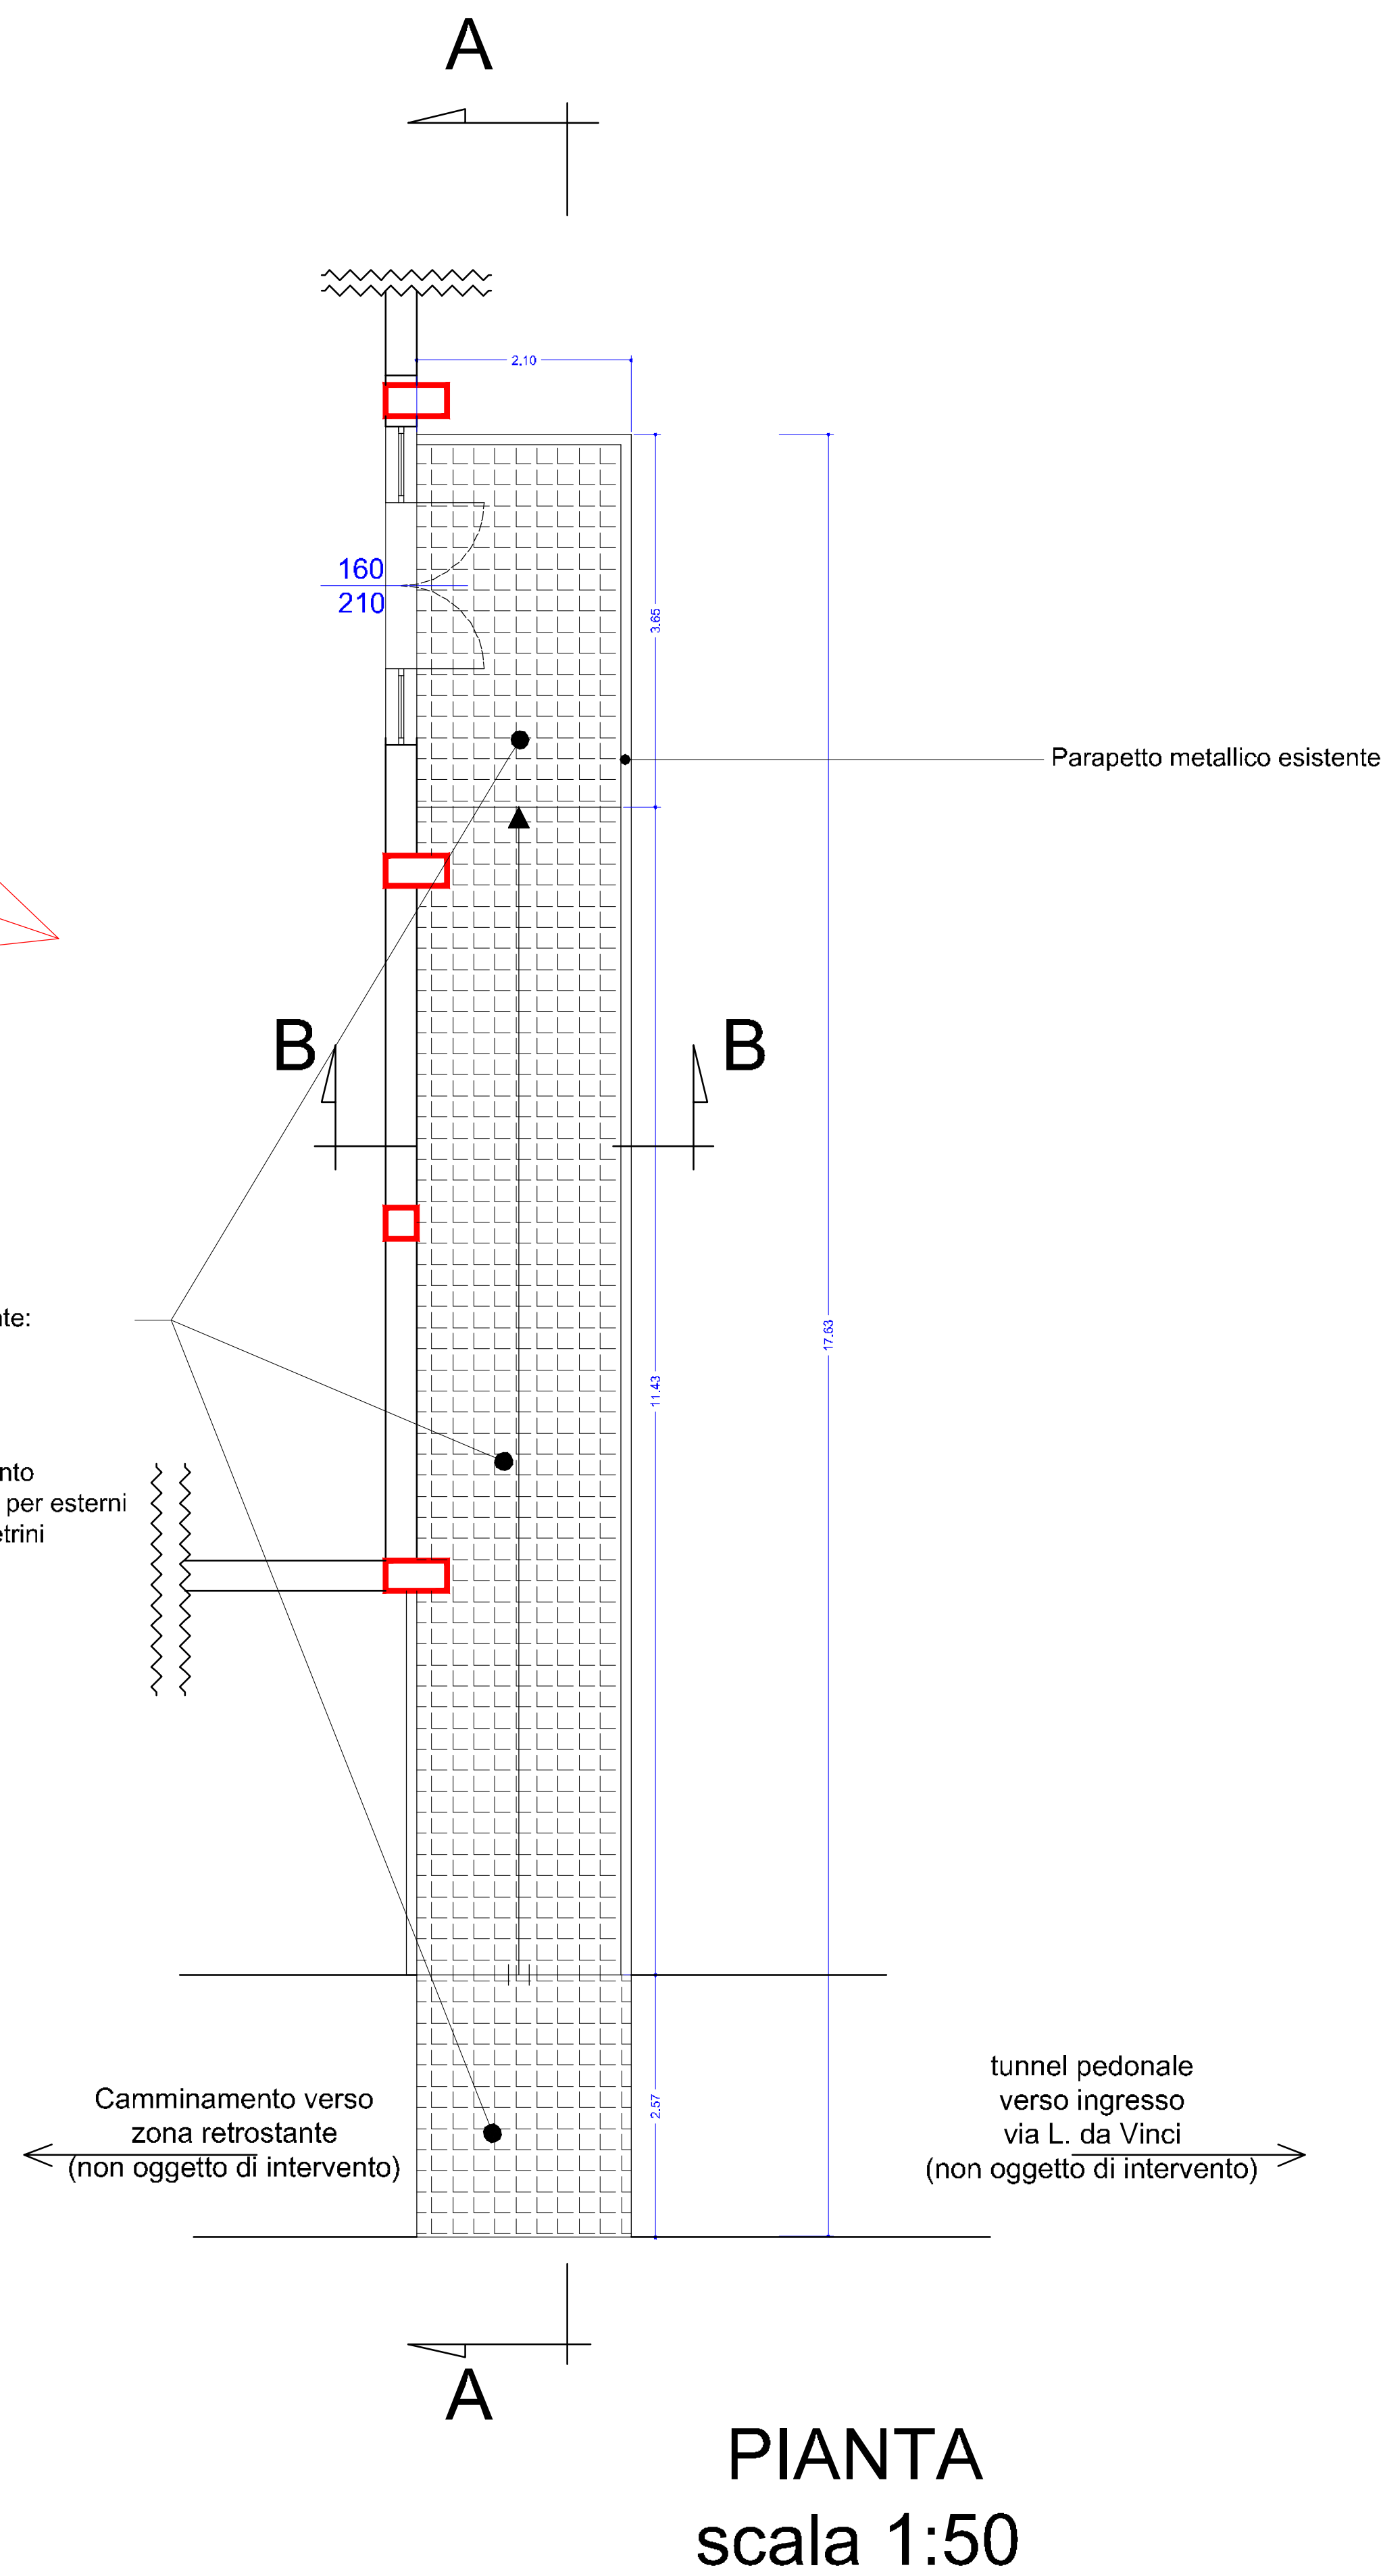 A
2.10
160
210
3.65
Parapetto metallico esistente
B
B
17.63
11.43
nte:
nto
per esterni
etrini
2.57
Camminamento verso
zona retrostante
(non oggetto di intervento)
tunnel pedonale
verso ingresso
via L. da Vinci
(non oggetto di intervento)
A
PIANTA
scala 1:50